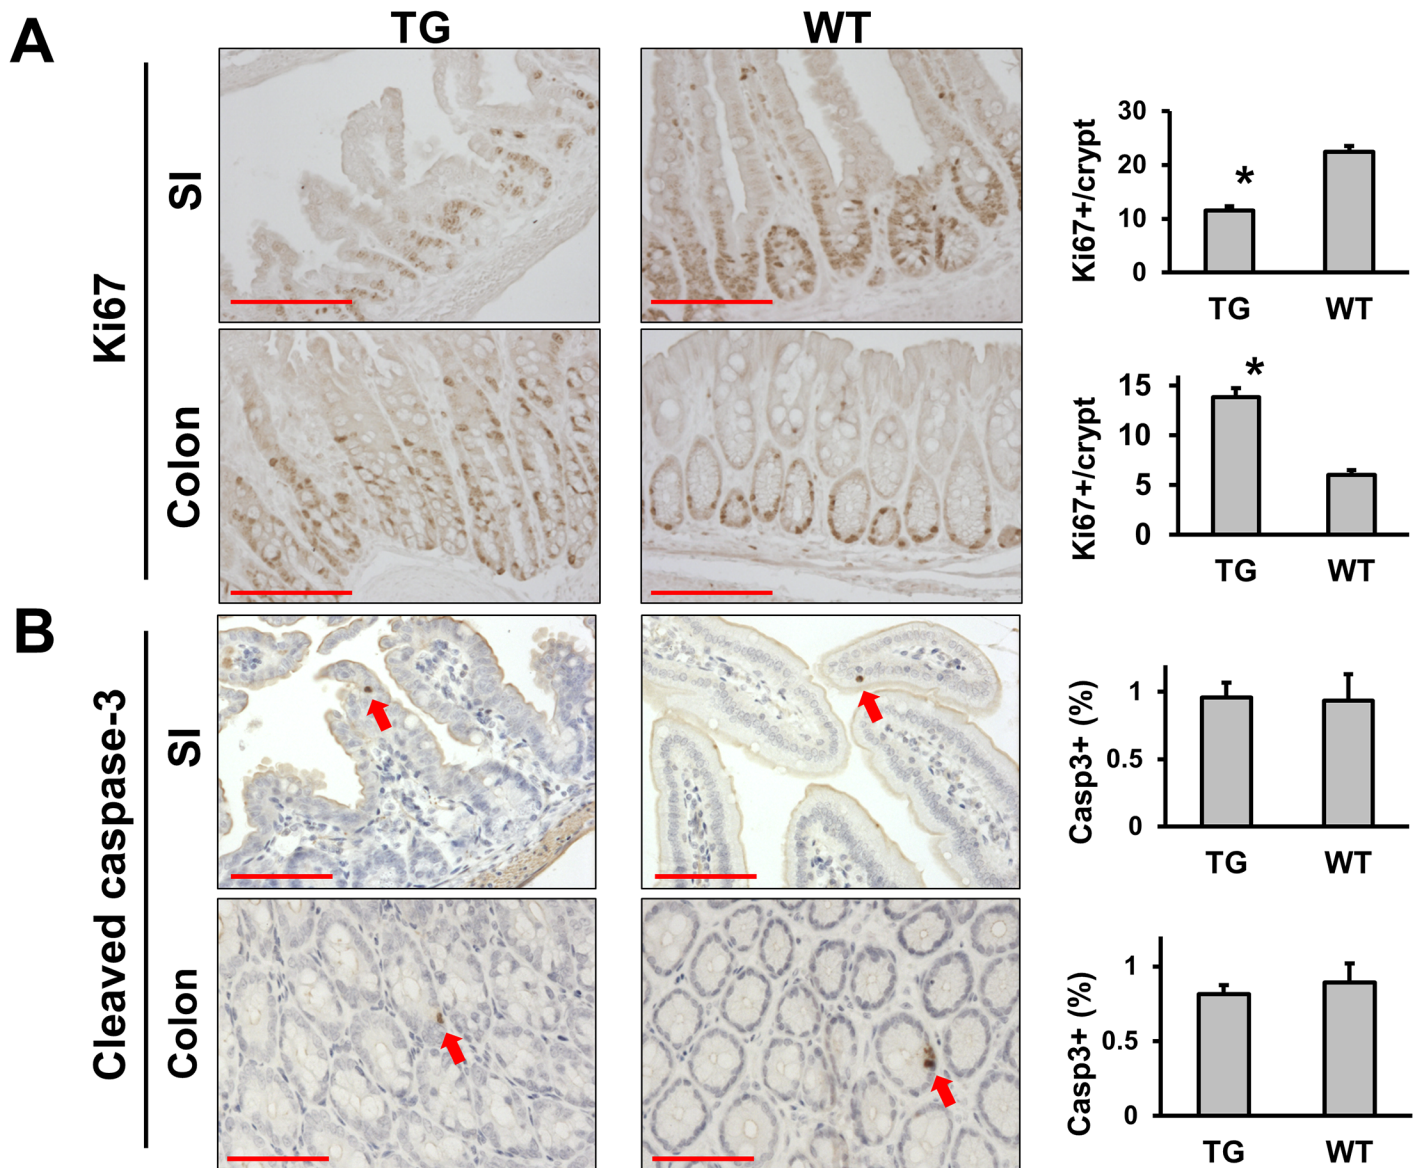 A
TG
WT
Ki67
SI
Ki67+/crypt
30
20
10
0
*
TG
WT
Colon
Ki67+/crypt
15
10
5
0
*
TG
WT
B
Cleaved caspase-3
SI
Casp3+ (%)
1
0.5
0
TG
WT
Colon
Casp3+ (%)
1
0.5
0
TG
WT